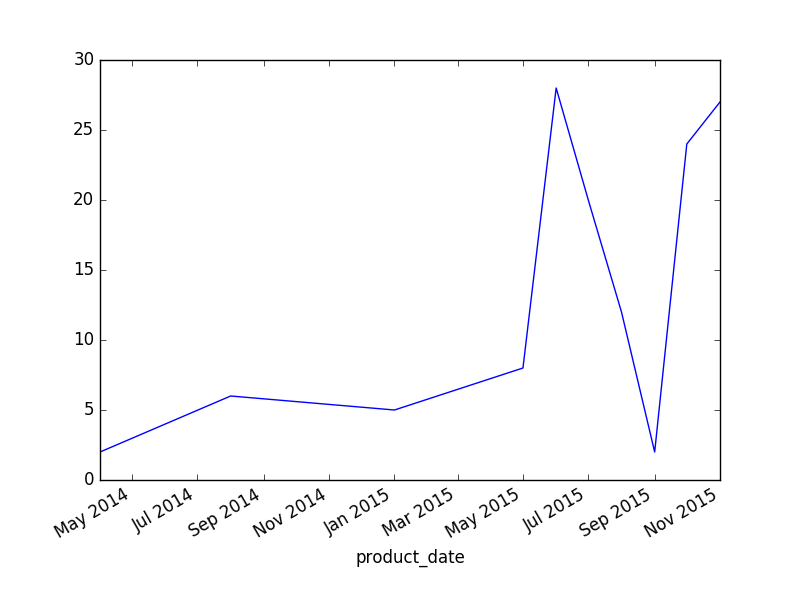 30
25
20
15
10
5
0
May 2014
Jul 2014
Sep 2014
Nov 2014
Jan 2015
Mar 2015
May 2015
Jul 2015
Sep 2015
Nov 2015
product_date